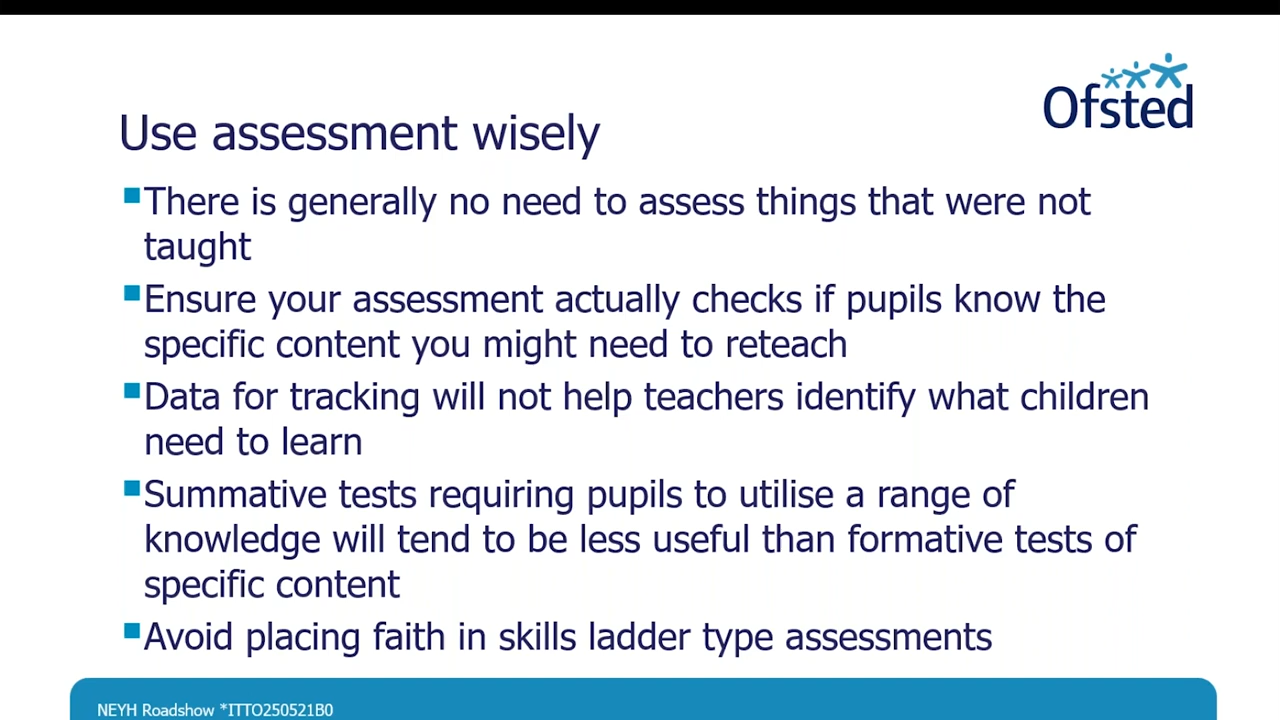 Ofsted
Use assessment wisely
There is generally no need to assess things that were not
taught
Ensure your assessment actually checks if pupils know the
specific content you might need to reteach
Data for tracking will not help teachers identify what children
need to learn
Summative tests requiring pupils to utilise a range of
knowledge will tend to be less useful than formative tests of
specific content
Avoid placing faith in skills ladder type assessments
NEYH Roadshow *ITTO250521B0